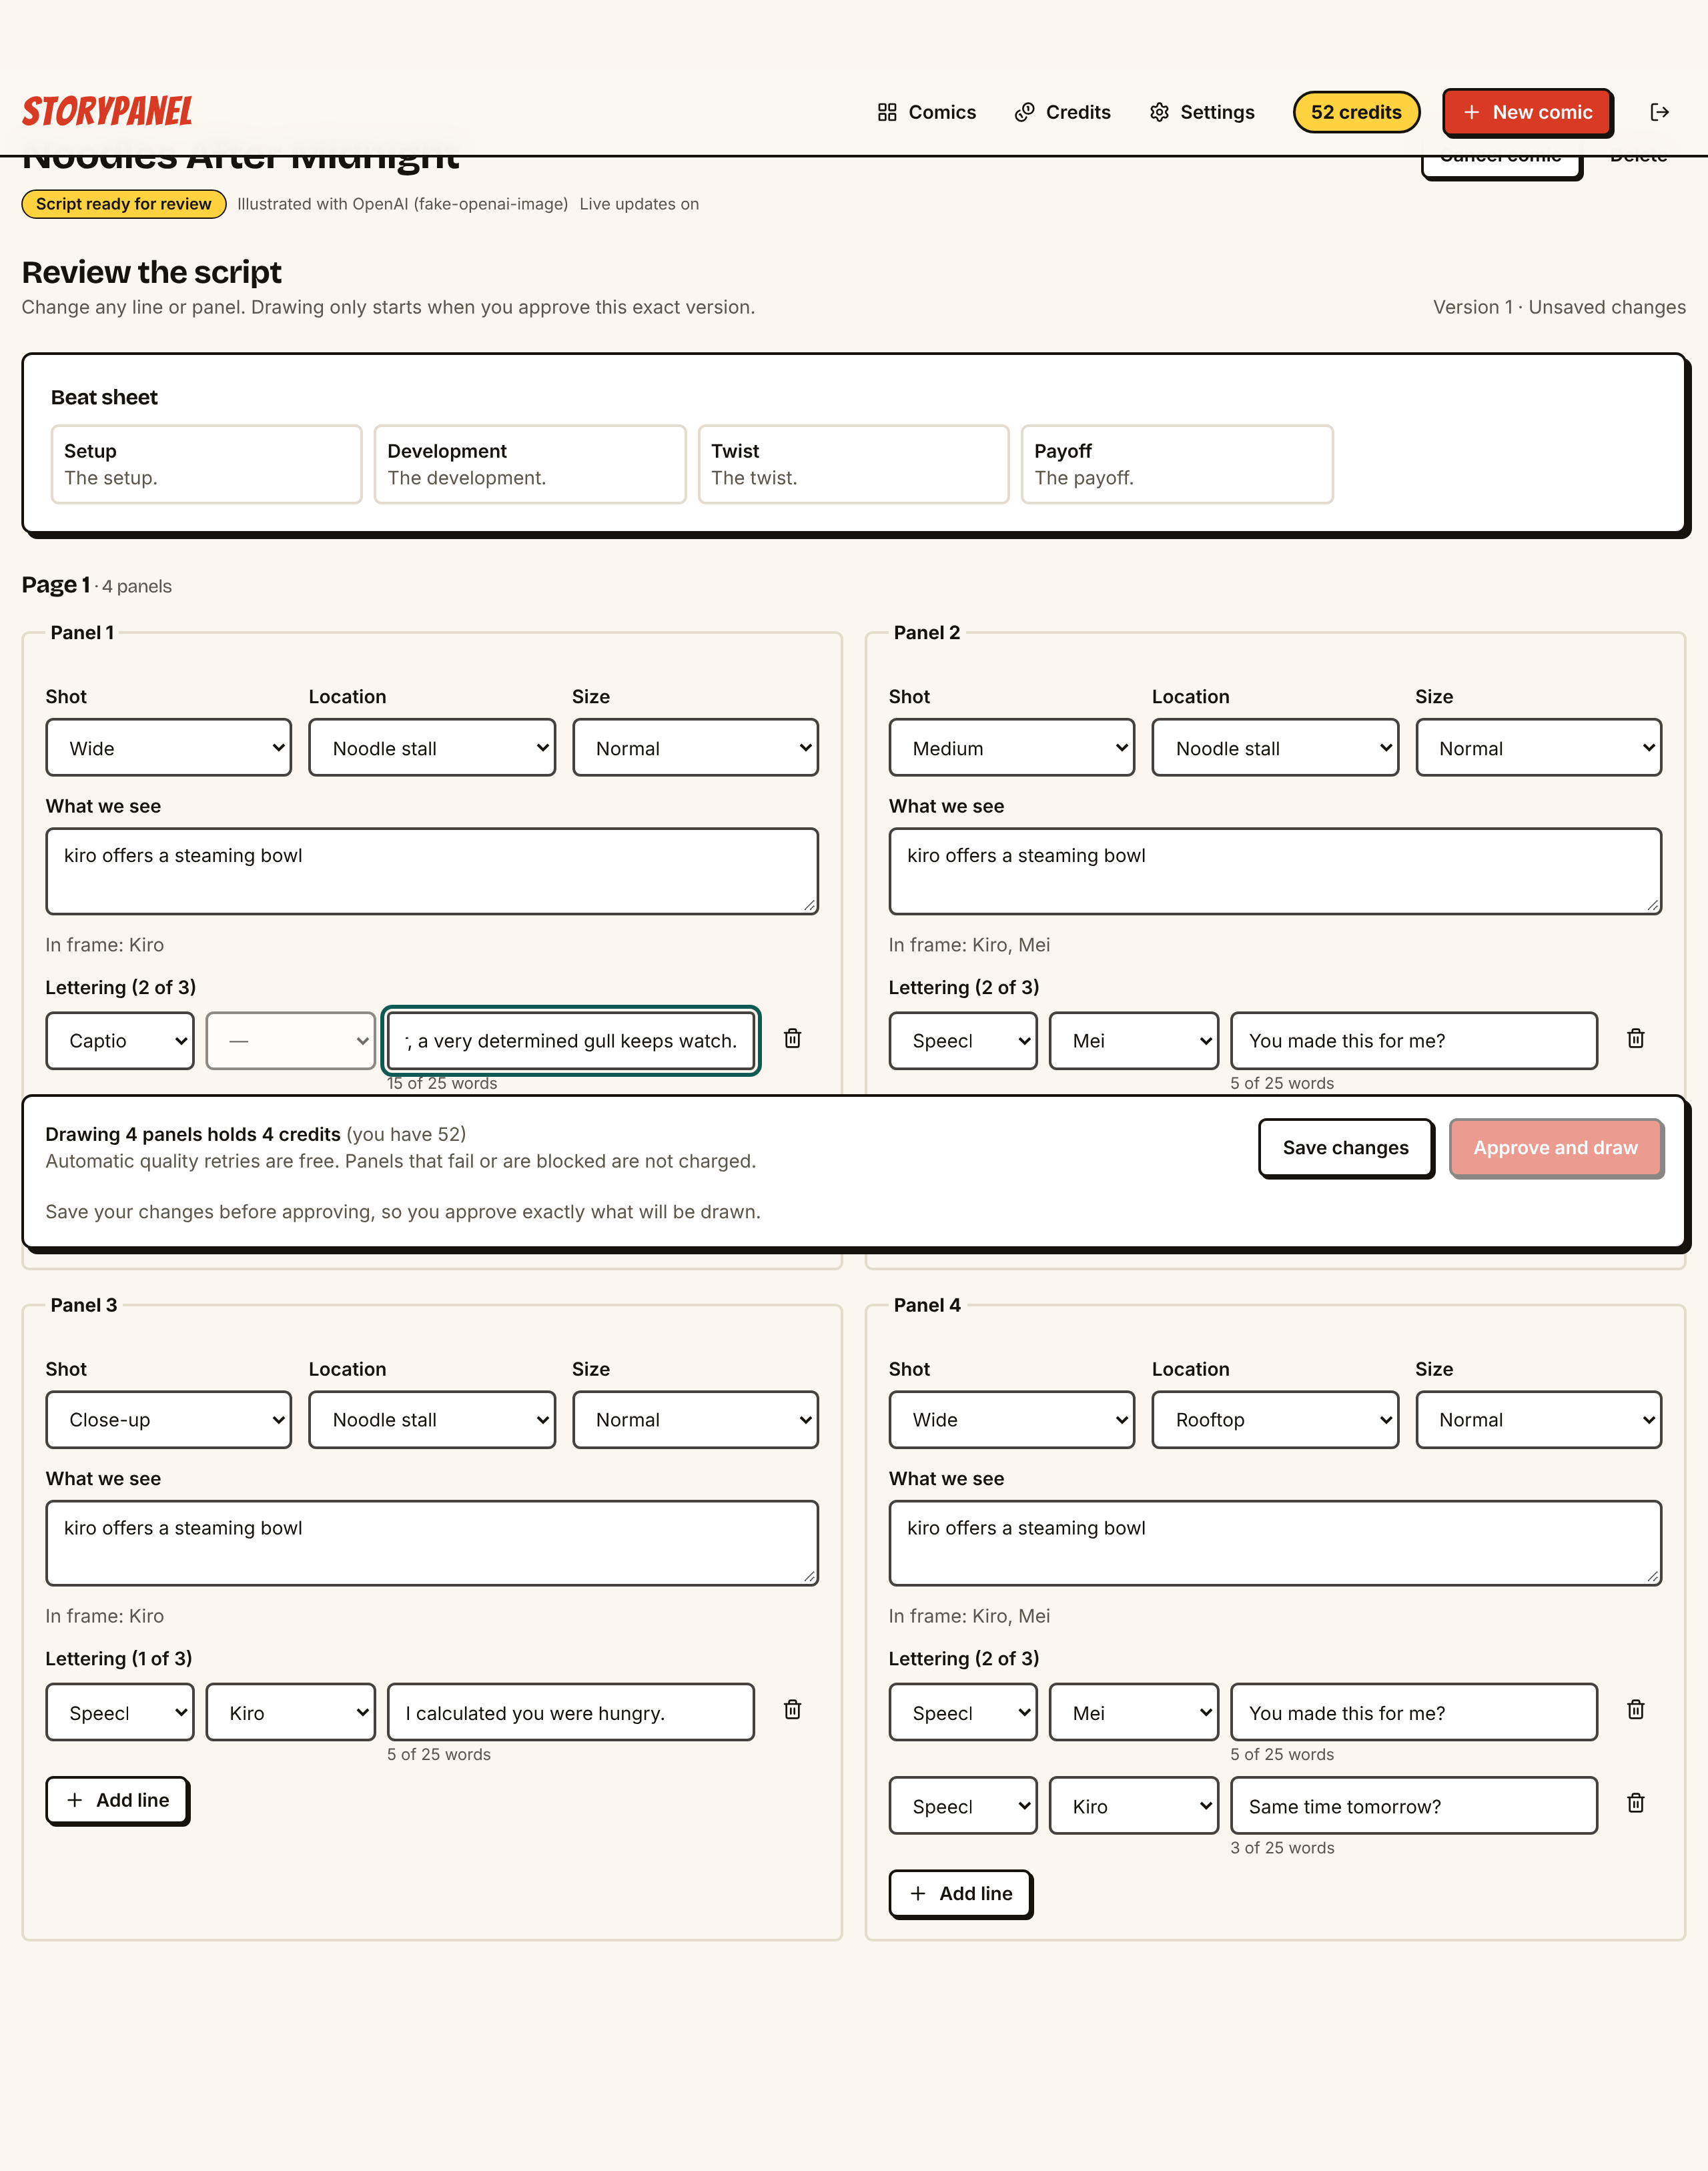 STORYPANEL
Comics
Credits
Settings
52 credits
New comic
Noodles After Midnight
Cancel comic
Delete
Script ready for review
Illustrated with OpenAI (fake-openai-image)
Live updates on
Review the script
Change any line or panel. Drawing only starts when you approve this exact version.
Version 1 · Unsaved changes
Beat sheet
Setup
The setup.
Development
The development.
Twist
The twist.
Payoff
The payoff.
Page 1 · 4 panels
Panel 1
Shot
Location
Size
Wide
Noodle stall
Normal
What we see
kiro offers a steaming bowl
In frame: Kiro
Lettering (2 of 3)
Captio
—
, a very determined gull keeps watch.
15 of 25 words
Panel 2
Shot
Location
Size
Medium
Noodle stall
Normal
What we see
kiro offers a steaming bowl
In frame: Kiro, Mei
Lettering (2 of 3)
Speecl
Mei
You made this for me?
5 of 25 words
Drawing 4 panels holds 4 credits (you have 52)
Automatic quality retries are free. Panels that fail or are blocked are not charged.
Save your changes before approving, so you approve exactly what will be drawn.
Save changes
Approve and draw
Panel 3
Shot
Location
Size
Close-up
Noodle stall
Normal
What we see
kiro offers a steaming bowl
In frame: Kiro
Lettering (1 of 3)
Speecl
Kiro
I calculated you were hungry.
5 of 25 words
Add line
Panel 4
Shot
Location
Size
Wide
Rooftop
Normal
What we see
kiro offers a steaming bowl
In frame: Kiro, Mei
Lettering (2 of 3)
Speecl
Mei
You made this for me?
5 of 25 words
Speecl
Kiro
Same time tomorrow?
3 of 25 words
Add line